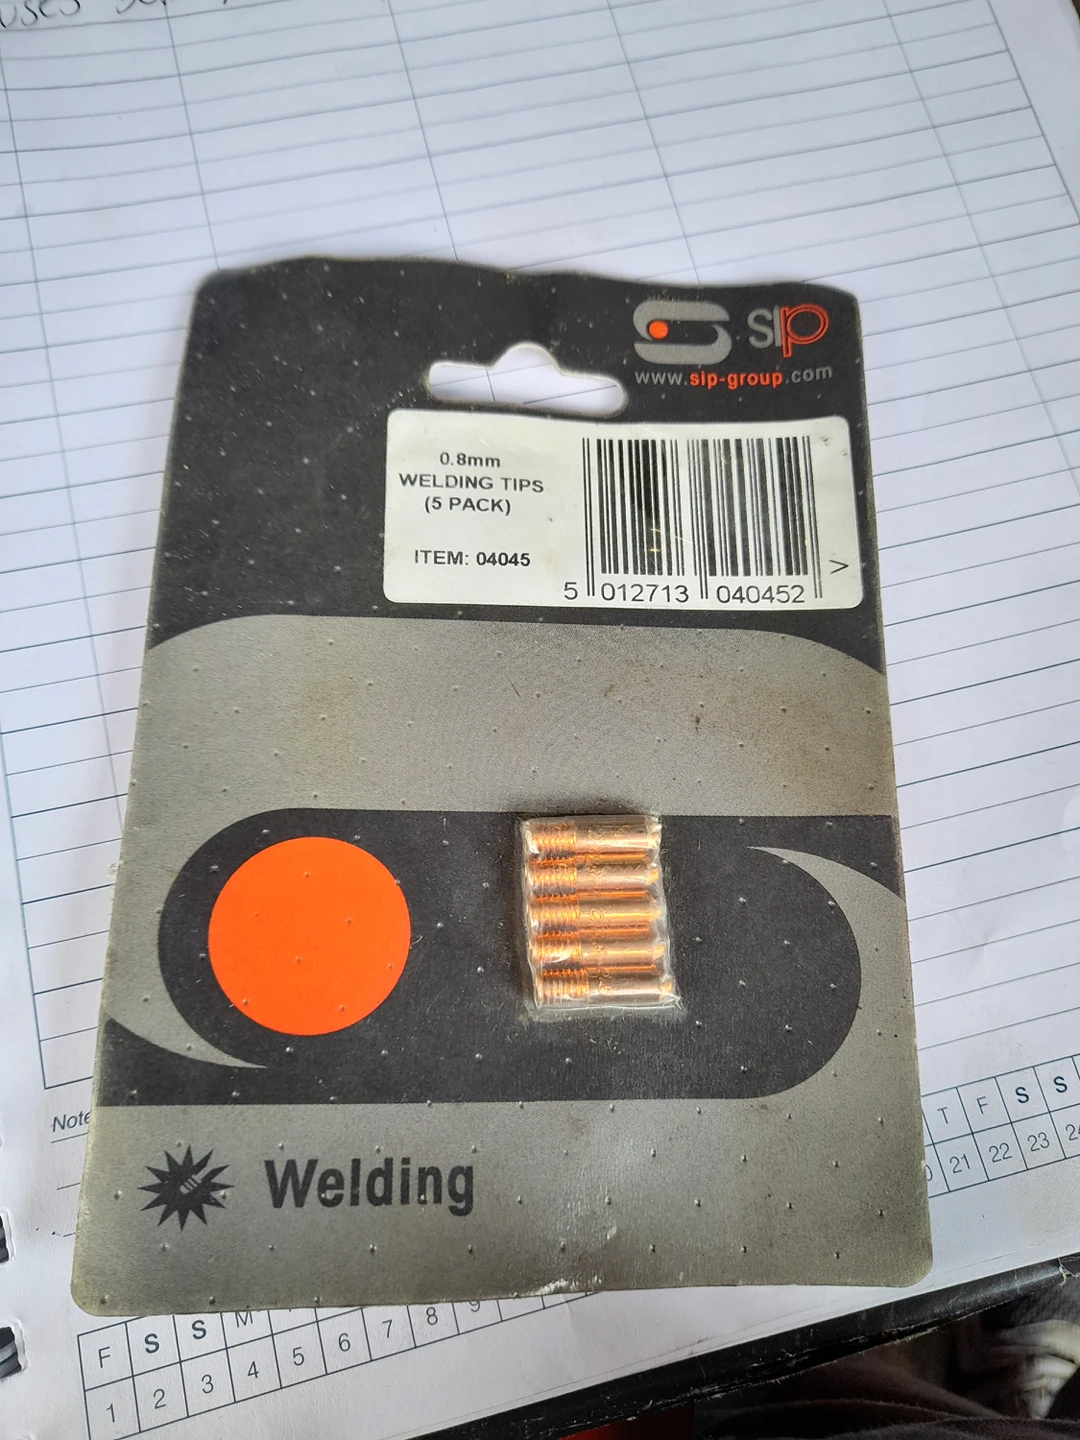 sip
www.sip-group.com
0.8mm
WELDING TIPS
(5 PACK)
ITEM: 04045
5 012713 040452 >
Welding
Note
T F S S
21 22 23
F S S M
1 2 3 4 5 6 7 8 9